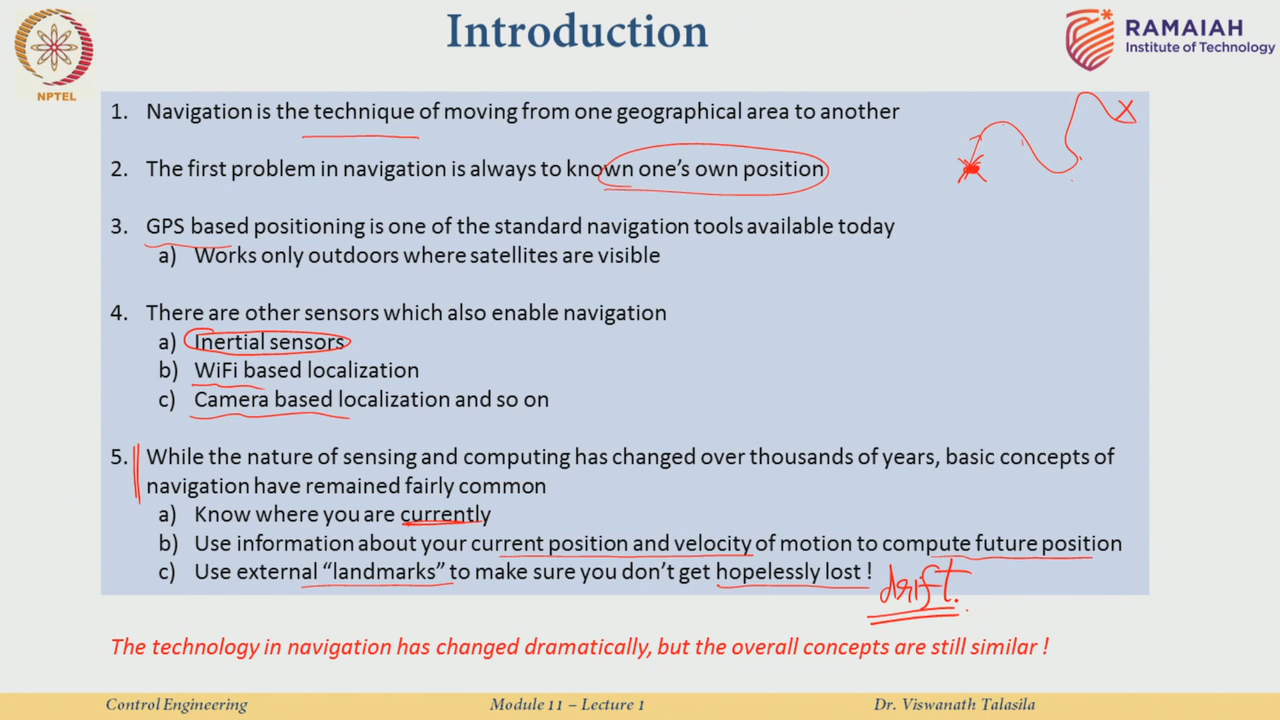 Introduction
NPTEL
RAMAIAH
Institute of Technology
1. Navigation is the technique of moving from one geographical area to another
2. The first problem in navigation is always to known one's own position
3. GPS based positioning is one of the standard navigation tools available today
a) Works only outdoors where satellites are visible
4. There are other sensors which also enable navigation
a) Inertial sensors
b) WiFi based localization
c) Camera based localization and so on
5. While the nature of sensing and computing has changed over thousands of years, basic concepts of
navigation have remained fairly common
a) Know where you are currently
b) Use information about your current position and velocity of motion to compute future position
c) Use external “landmarks” to make sure you don't get hopelessly lost !
drift.
The technology in navigation has changed dramatically, but the overall concepts are still similar !
Control Engineering
Module 11 – Lecture 1
Dr. Viswanath Talasila